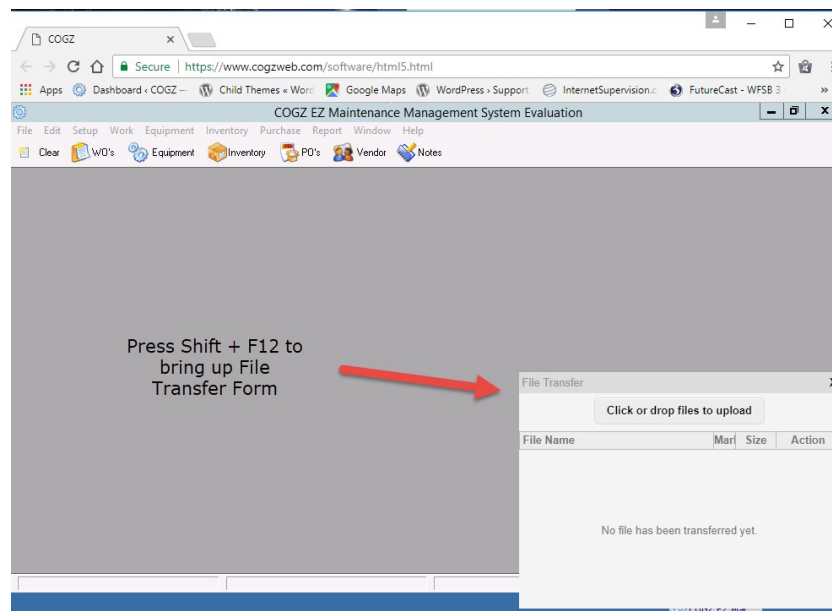 COGZ
Secure https://www.cogzweb.com/software/html5.html
Apps Dashboard ‹ COGZ — Child Themes « Word Google Maps WordPress › Support InternetSupervision.c FutureCast - WFSB 3 »
COGZ EZ Maintenance Management System Evaluation
File Edit Setup Work Equipment Inventory Purchase Report Window Help
Clear WO's Equipment Inventory PO's Vendor Notes
Press Shift + F12 to
bring up File
Transfer Form
File Transfer X
Click or drop files to upload
File Name Marl Size Action
No file has been transferred yet.